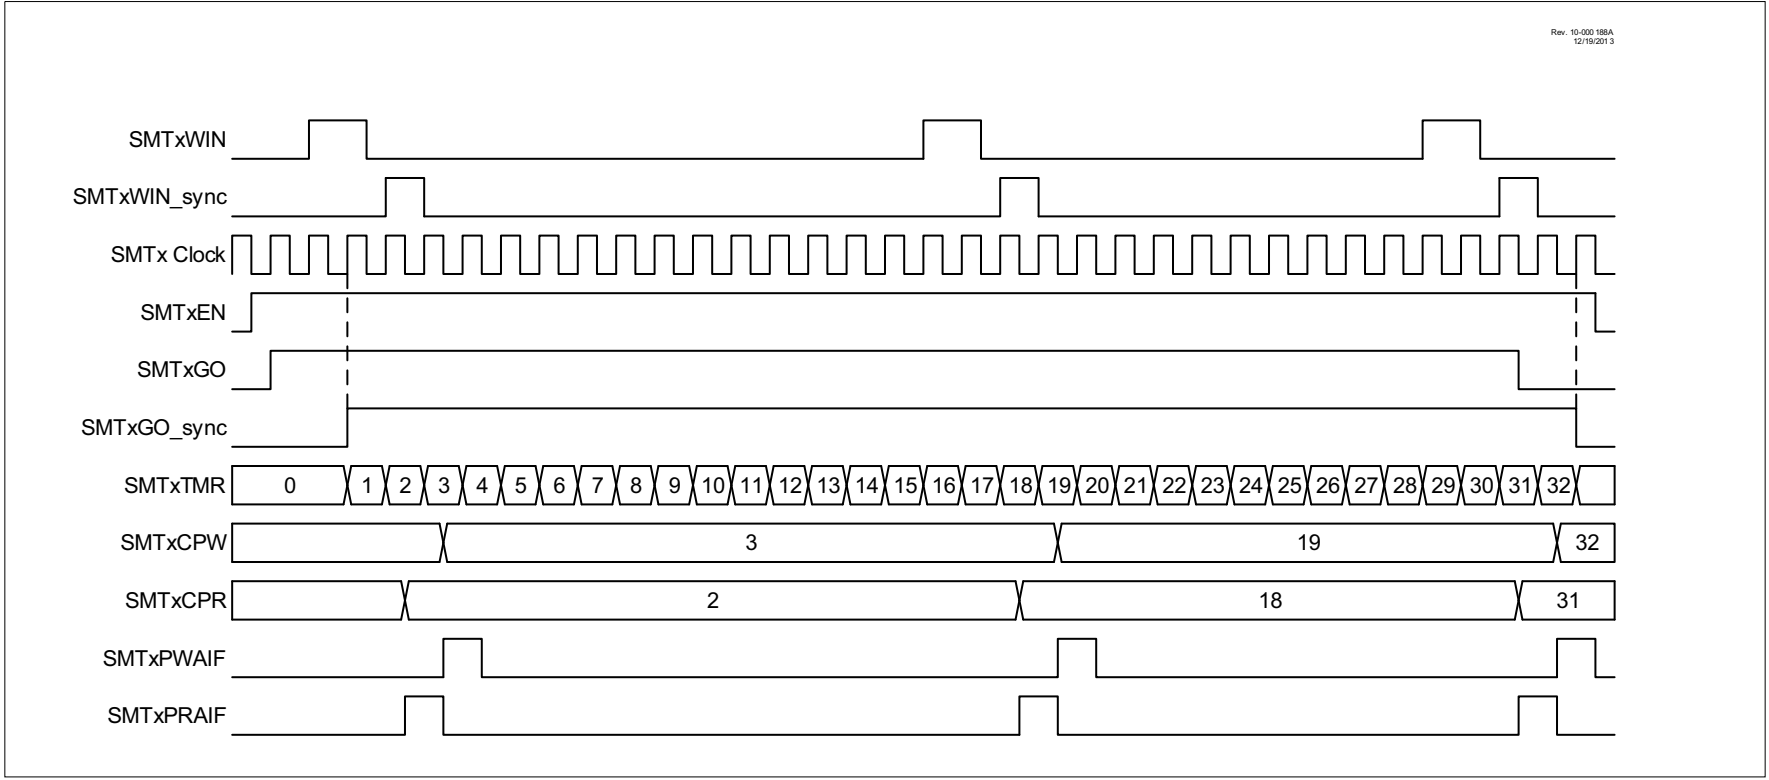 Rev. 10-000 188A
12/19/201 3
SMTxWIN
SMTxWIN_sync
SMTx Clock
SMTxEN
SMTxGO
SMTxGO_sync
SMTxTMR 0 1 2 3 4 5 6 7 8 9 10 11 12 13 14 15 16 17 18 19 20 21 22 23 24 25 26 27 28 29 30 31 32
SMTxCPW 3 19 32
SMTxCPR 2 18 31
SMTxPWAIF
SMTxPRAIF